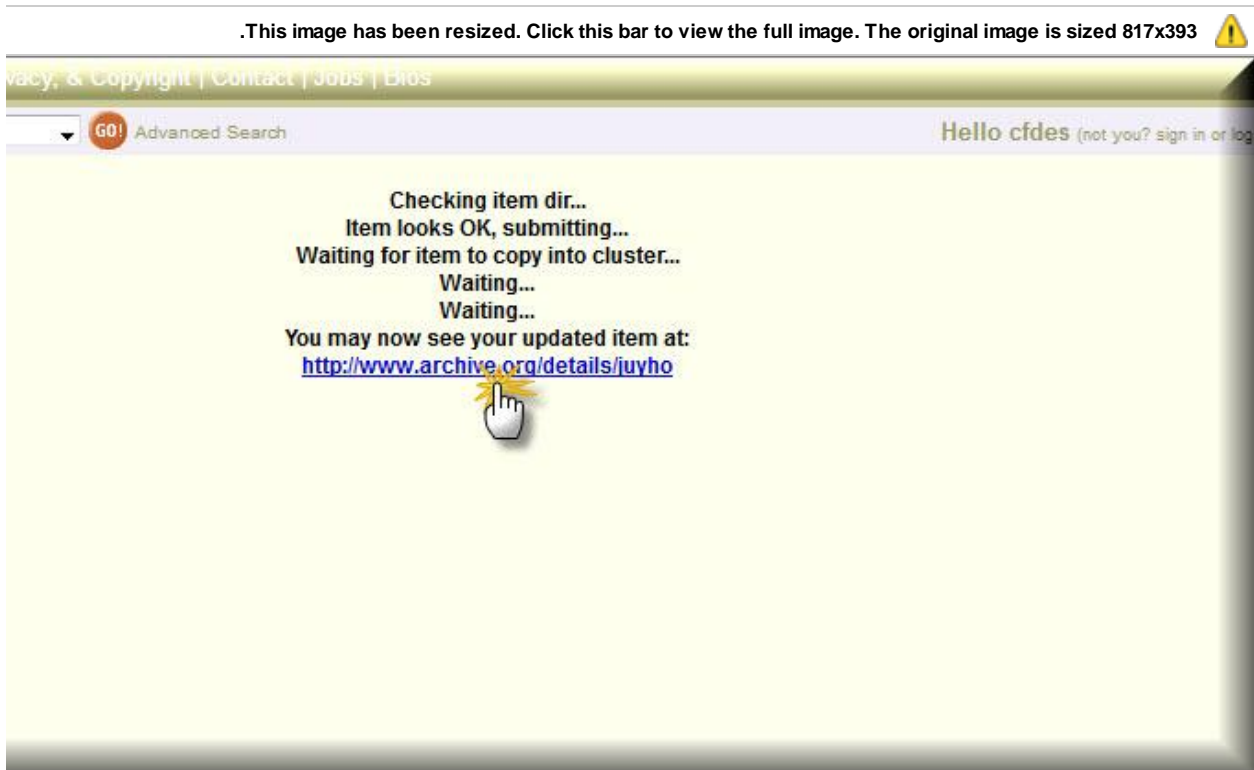 .This image has been resized. Click this bar to view the full image. The original image is sized 817x393
vacy, & Copyright | Contact | Jobs | Bios
GO! Advanced Search
Hello cfdes (not you? sign in or log
Checking item dir...
Item looks OK, submitting...
Waiting for item to copy into cluster...
Waiting...
Waiting...
You may now see your updated item at:
http://www.archive.org/details/juyho